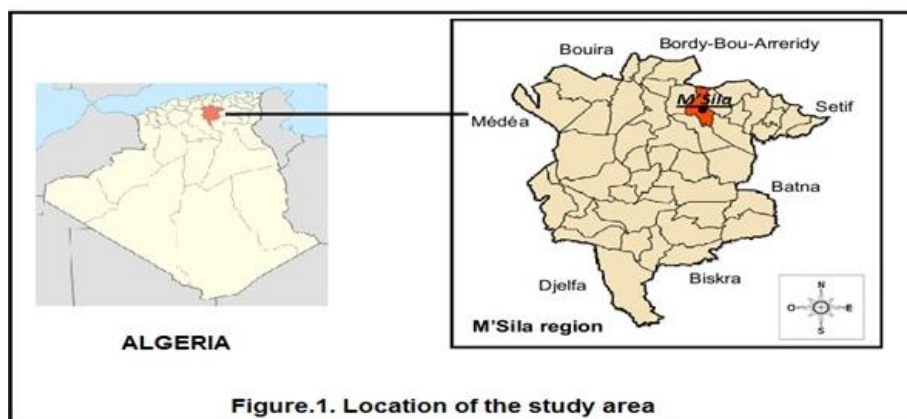 Bouira
Bordy-Bou-Arreridy
M'Sila
Setif
Médéa
Batna
Djelfa
Biskra
M'Sila region
N
O E
S
ALGERIA
Figure.1. Location of the study area